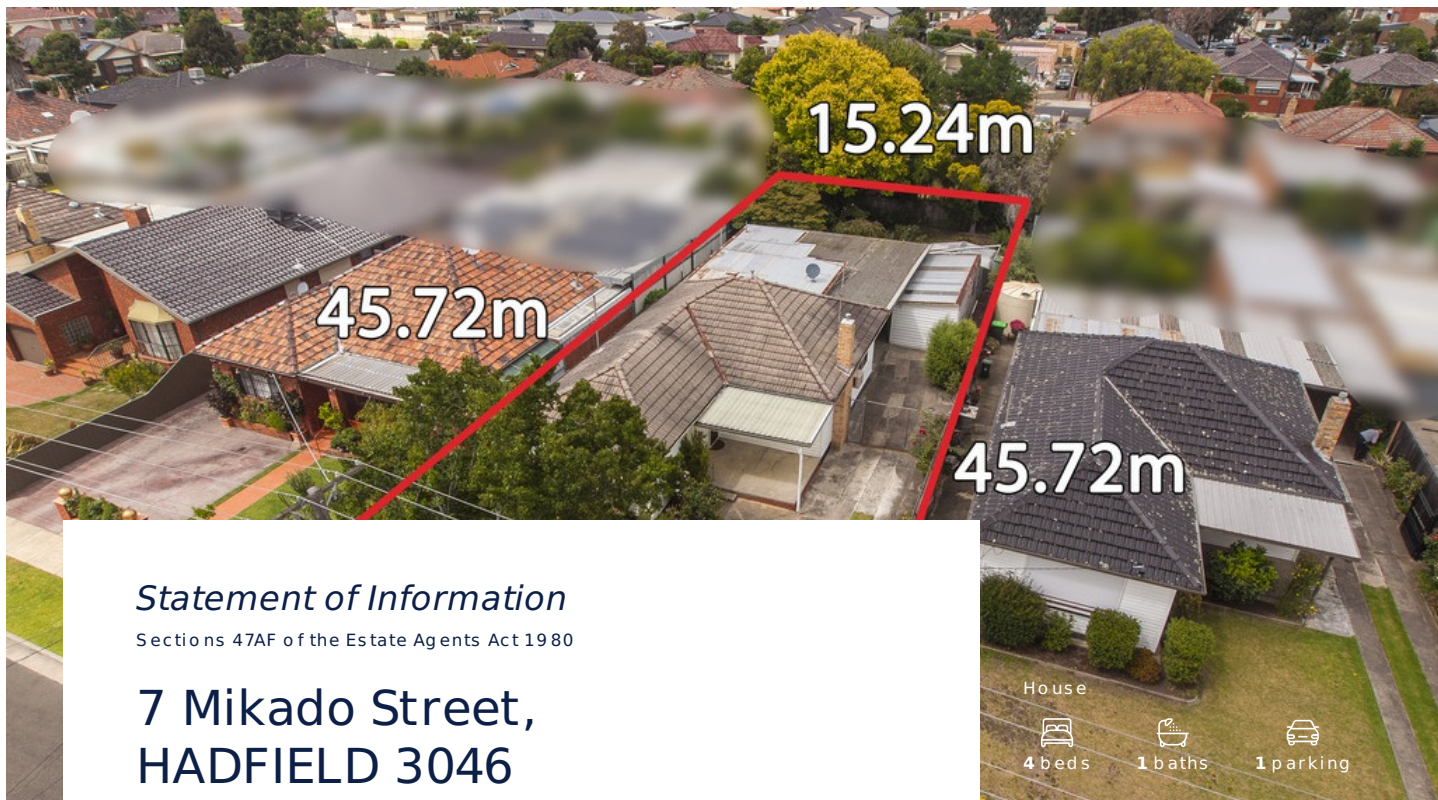 15.24m
45.72m
45.72m
Statement of Information
Sections 47AF of the Estate Agents Act 1980
7 Mikado Street,
HADFIELD 3046
House
4 beds 1 baths 1 parking